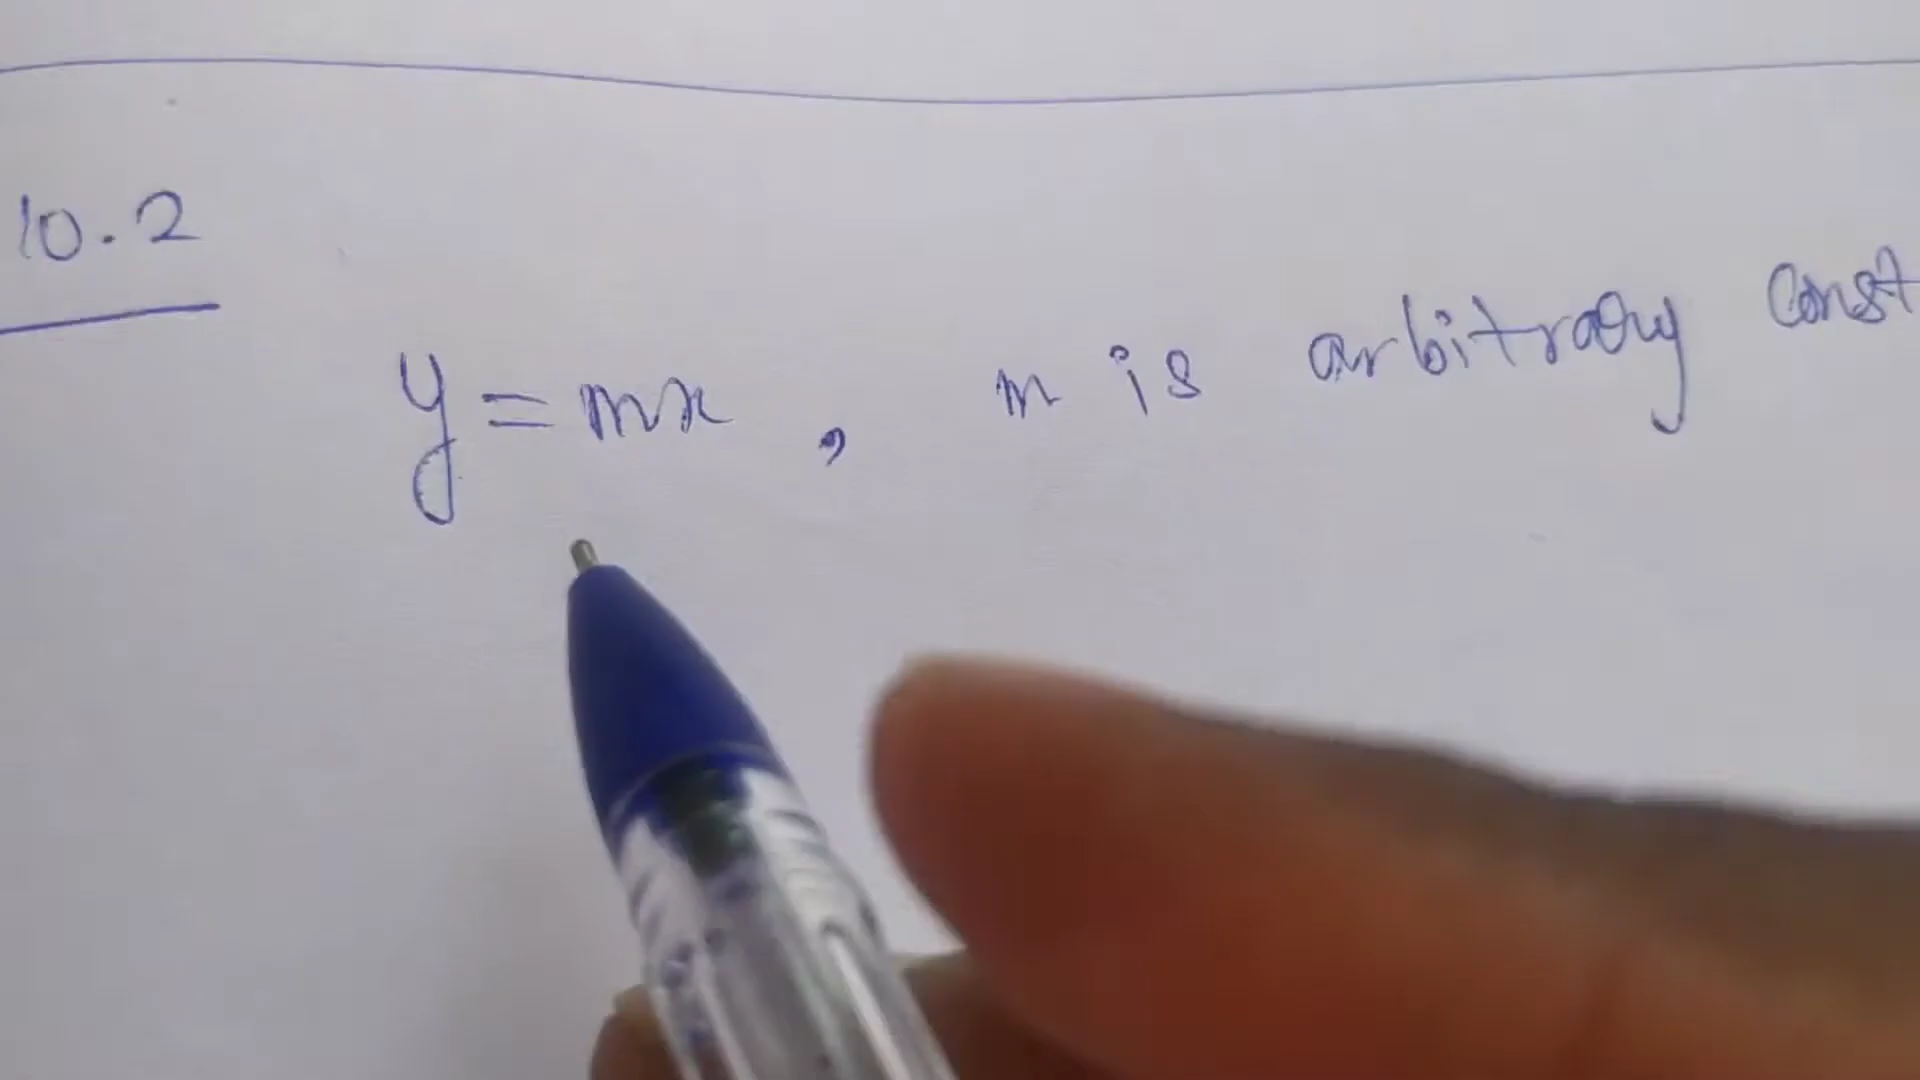 10.2
y = mx , m is arbitrary const